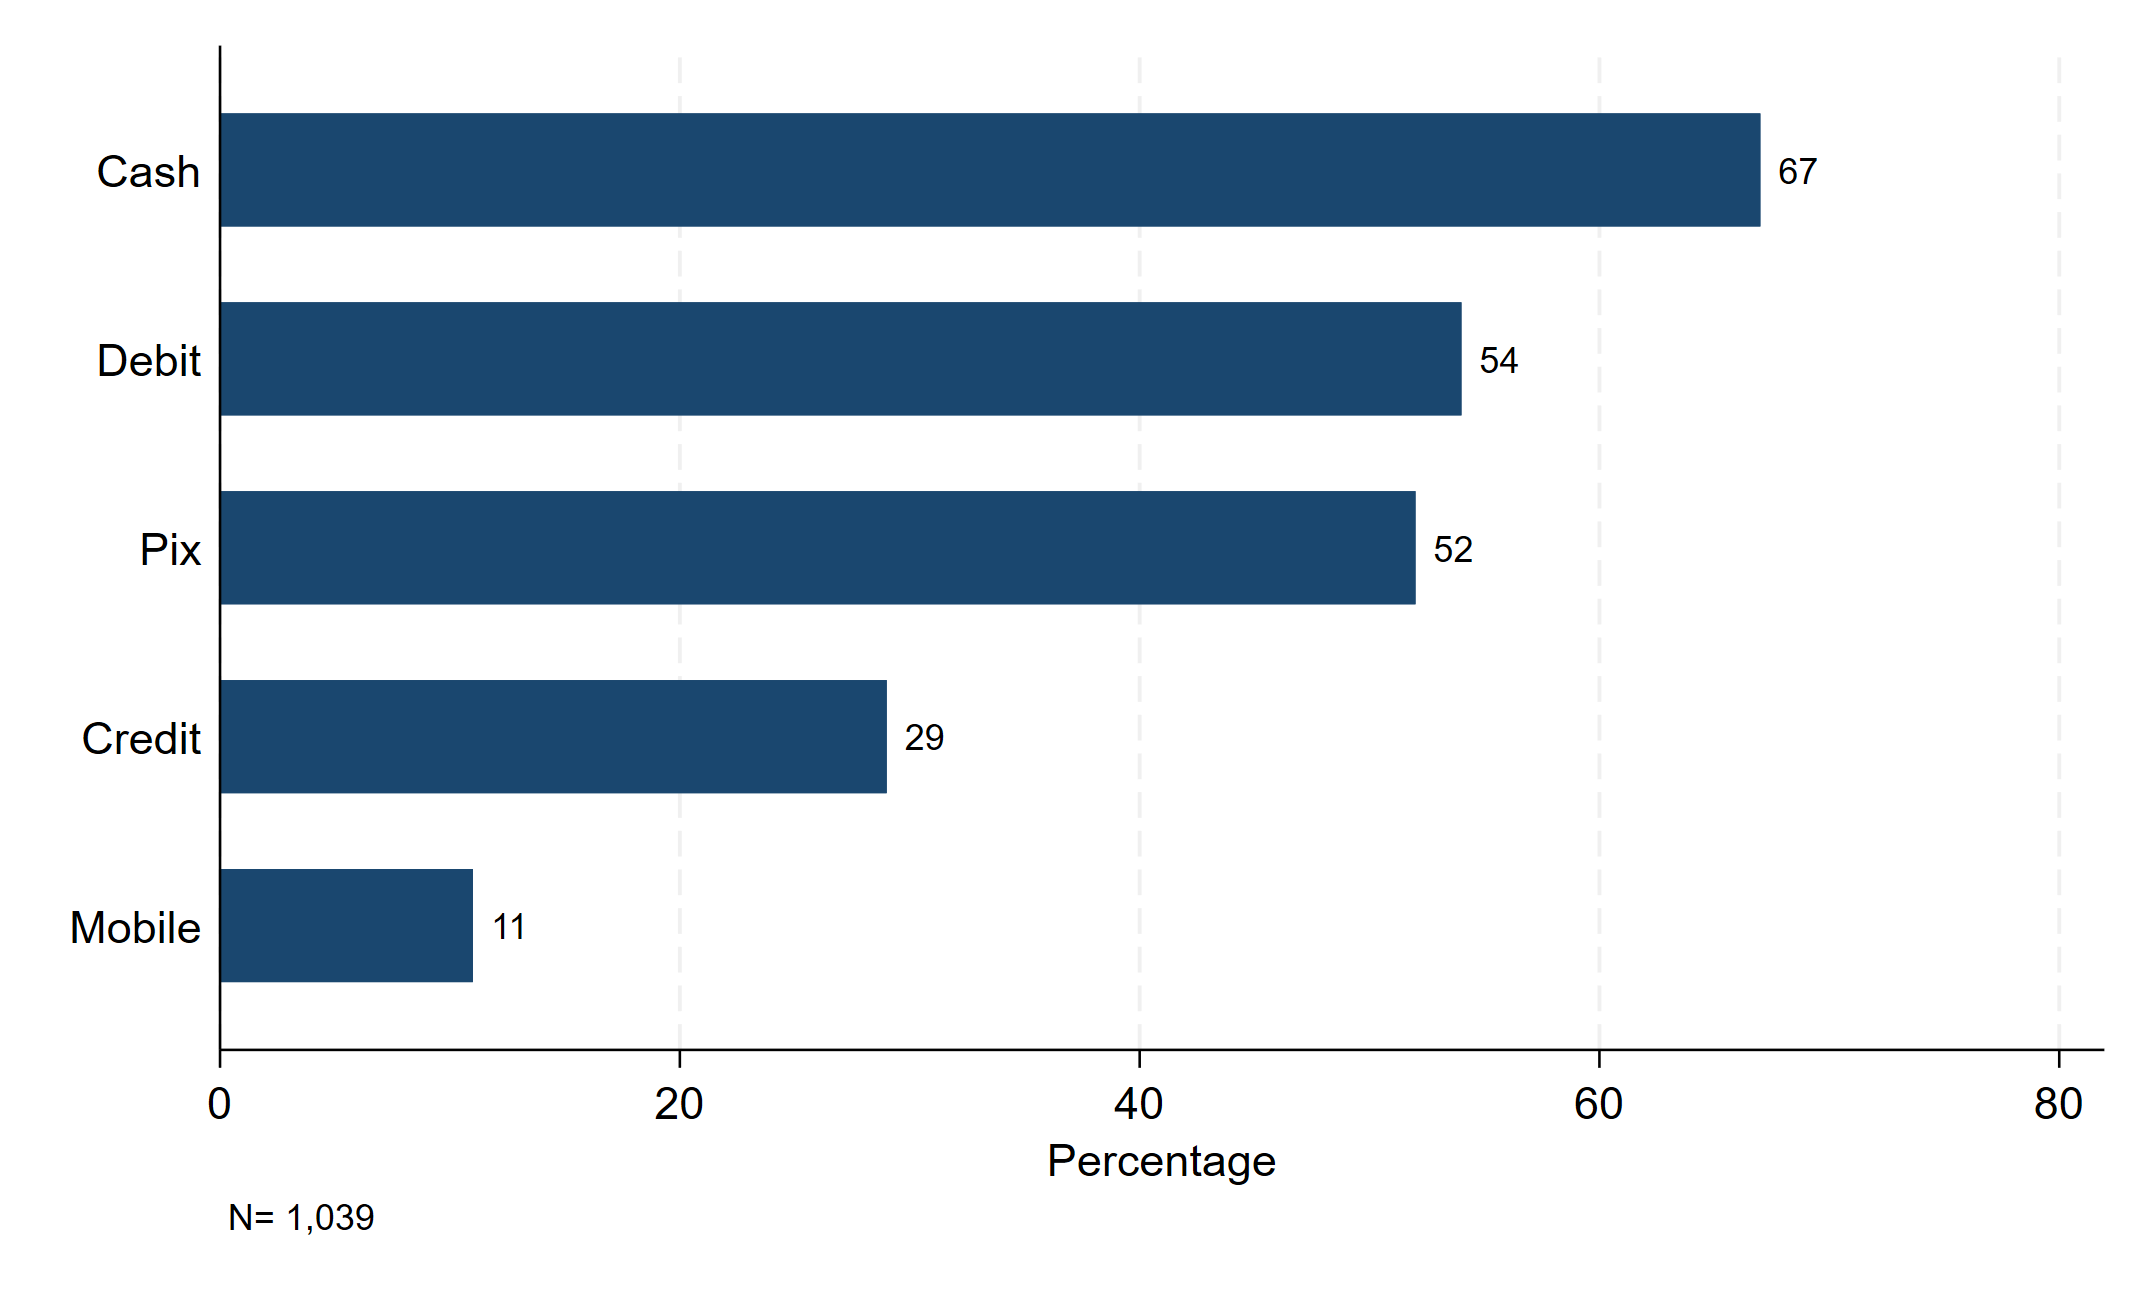 Cash 67
Debit 54
Pix 52
Credit 29
Mobile 11
0 20 40 60 80
Percentage
N= 1,039